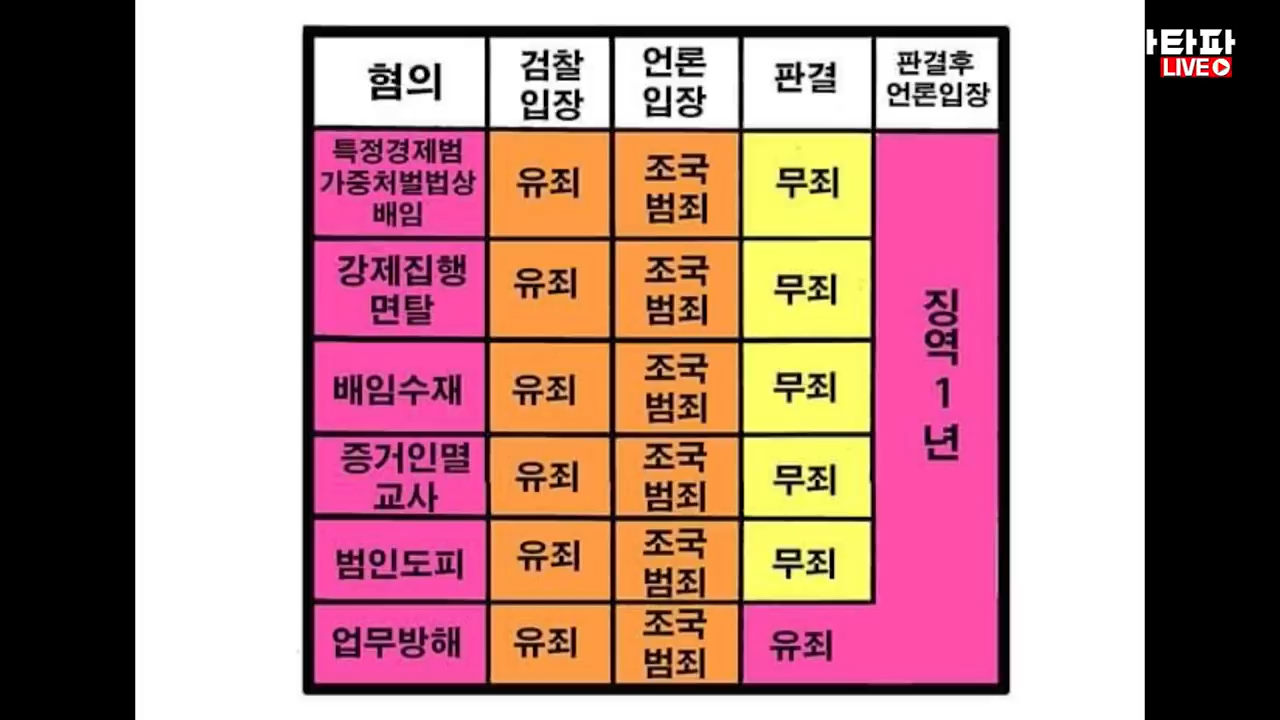 혐의
검찰
입장
언론
입장
판결
판결후
언론입장
특정경제범
가중처벌법상
배임
유죄
조국
범죄
무죄
강제집행
면탈
유죄
조국
범죄
무죄
배임수재
유죄
조국
범죄
무죄
증거인멸
교사
유죄
조국
범죄
무죄
범인도피
유죄
조국
범죄
무죄
업무방해
유죄
조국
범죄
유죄
징
역
1
년
타파
LIVE